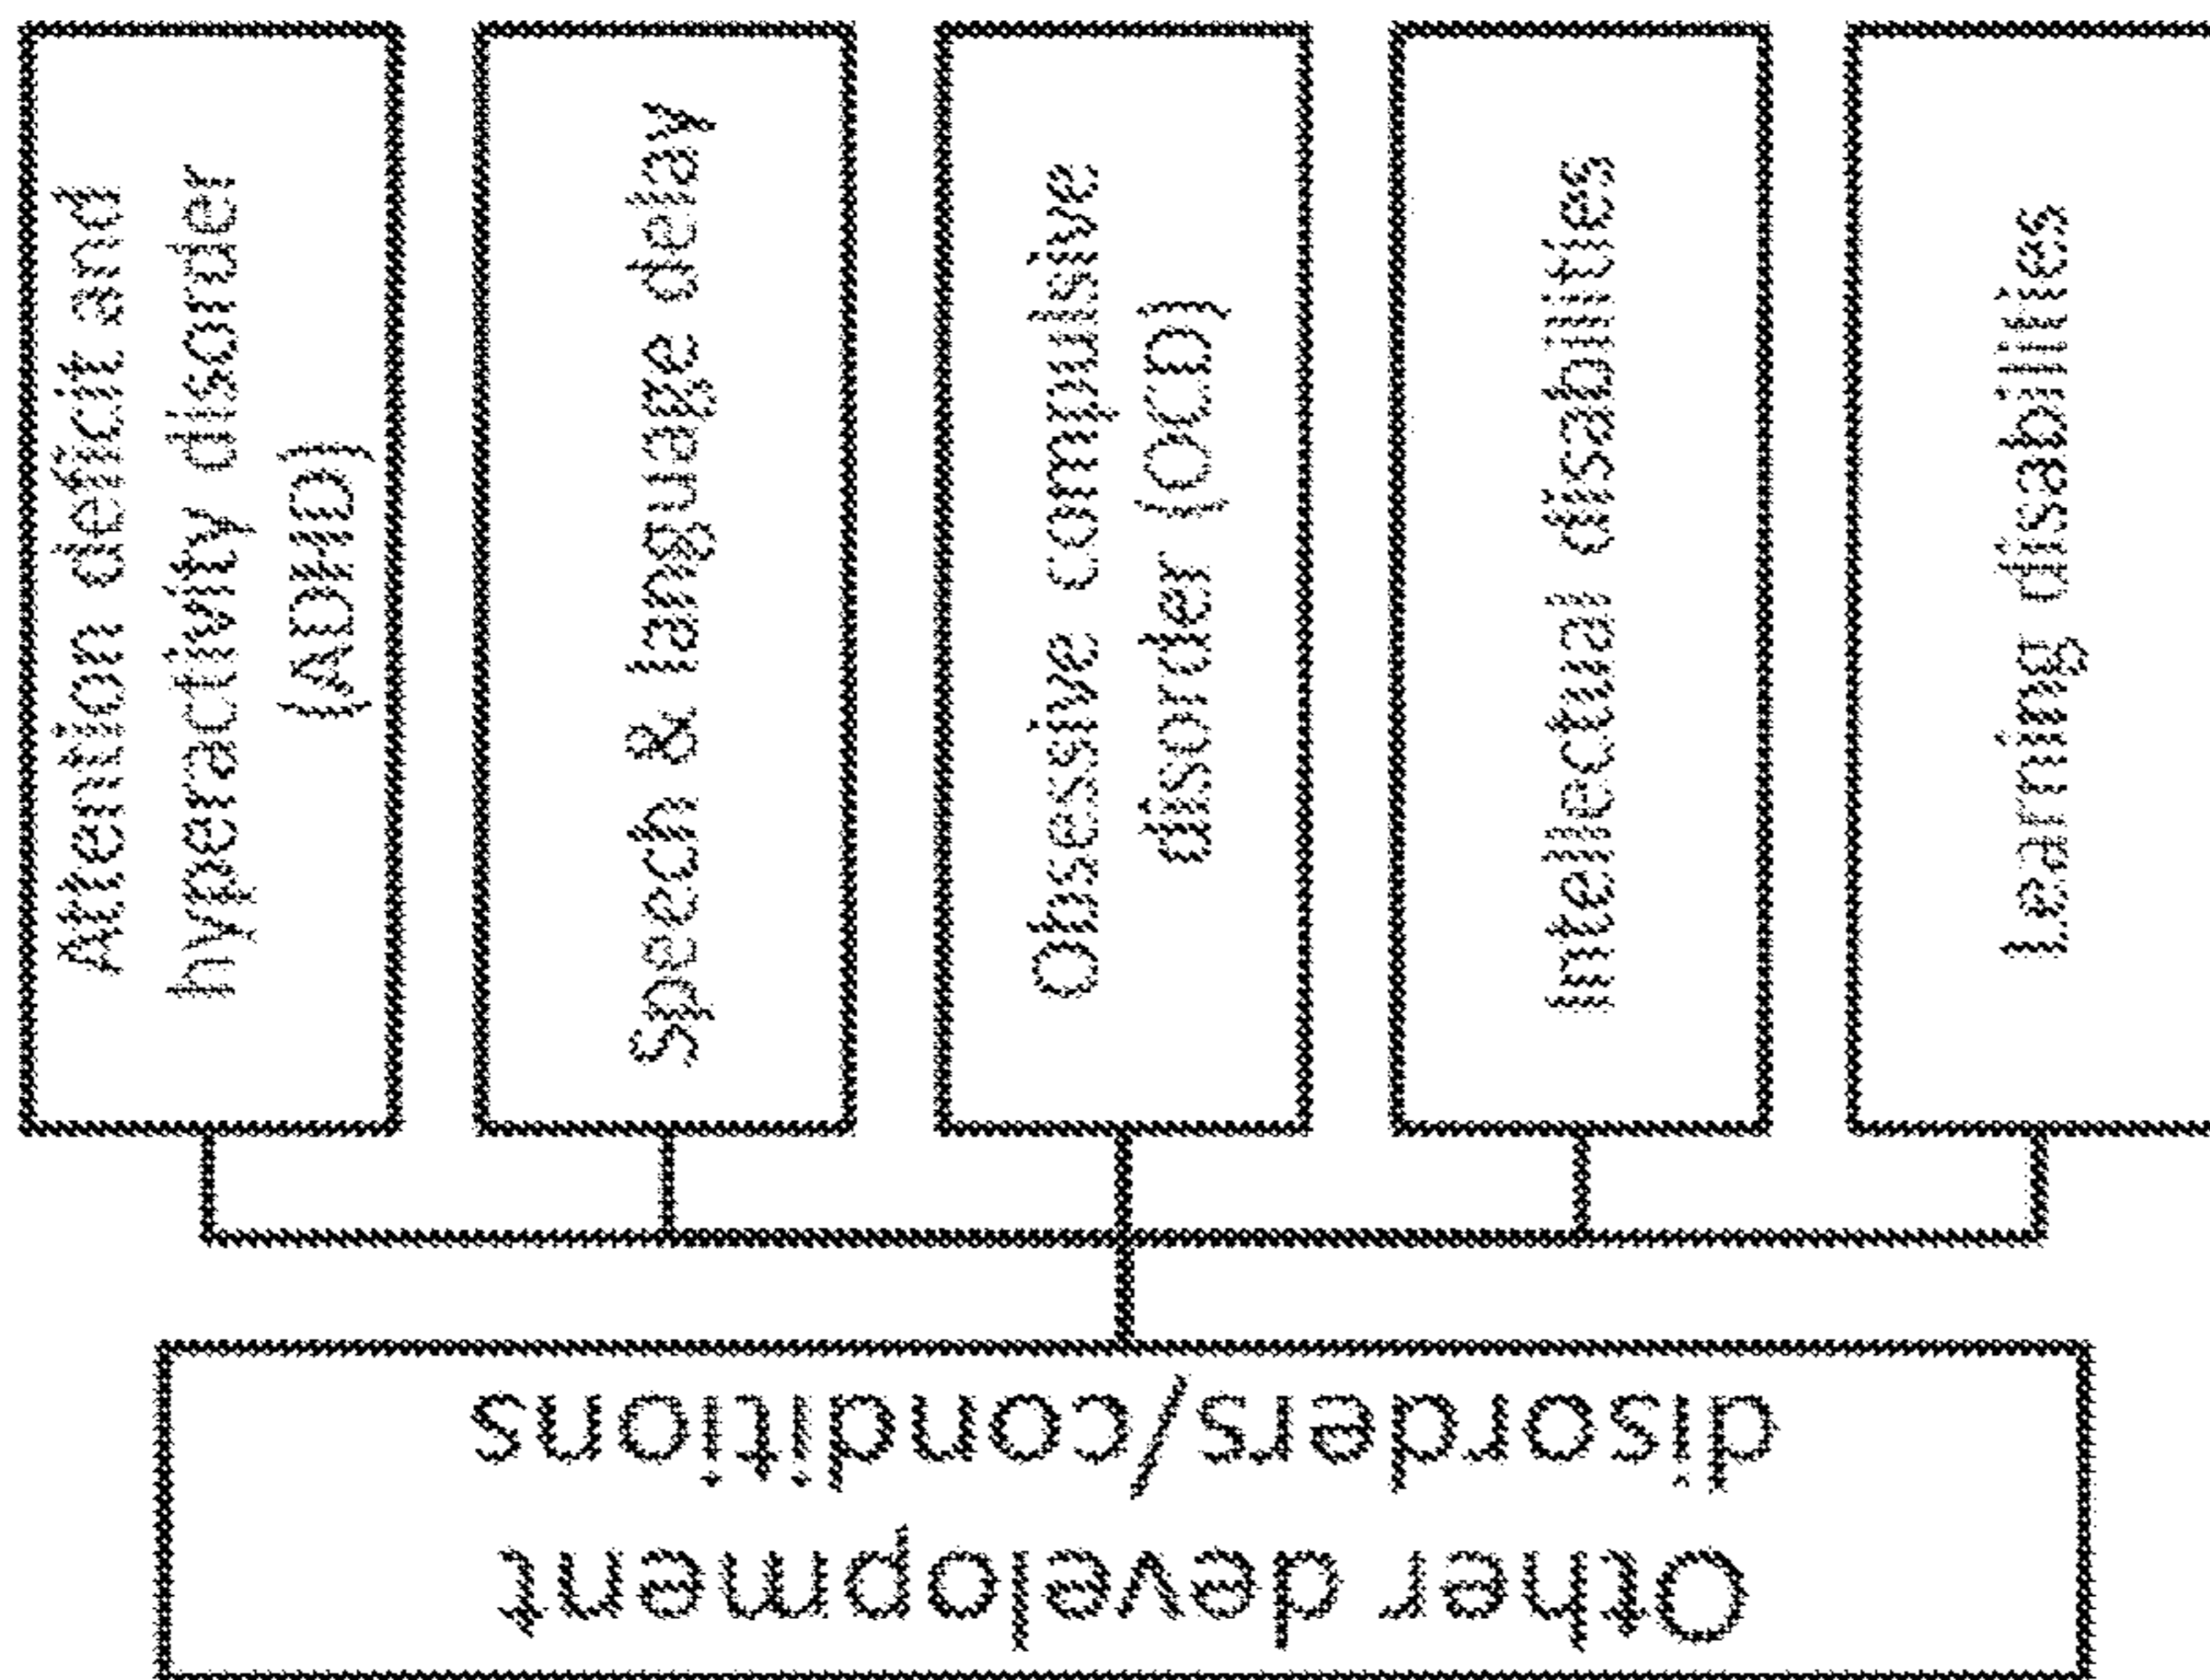 Other development
disorders/conditions
Attention deficit and
hyperactivity disorder
(ADHD)
Speech & language delay
Obsessive compulsive
disorder (OCD)
Intellectual disabilities
Learning disabilities